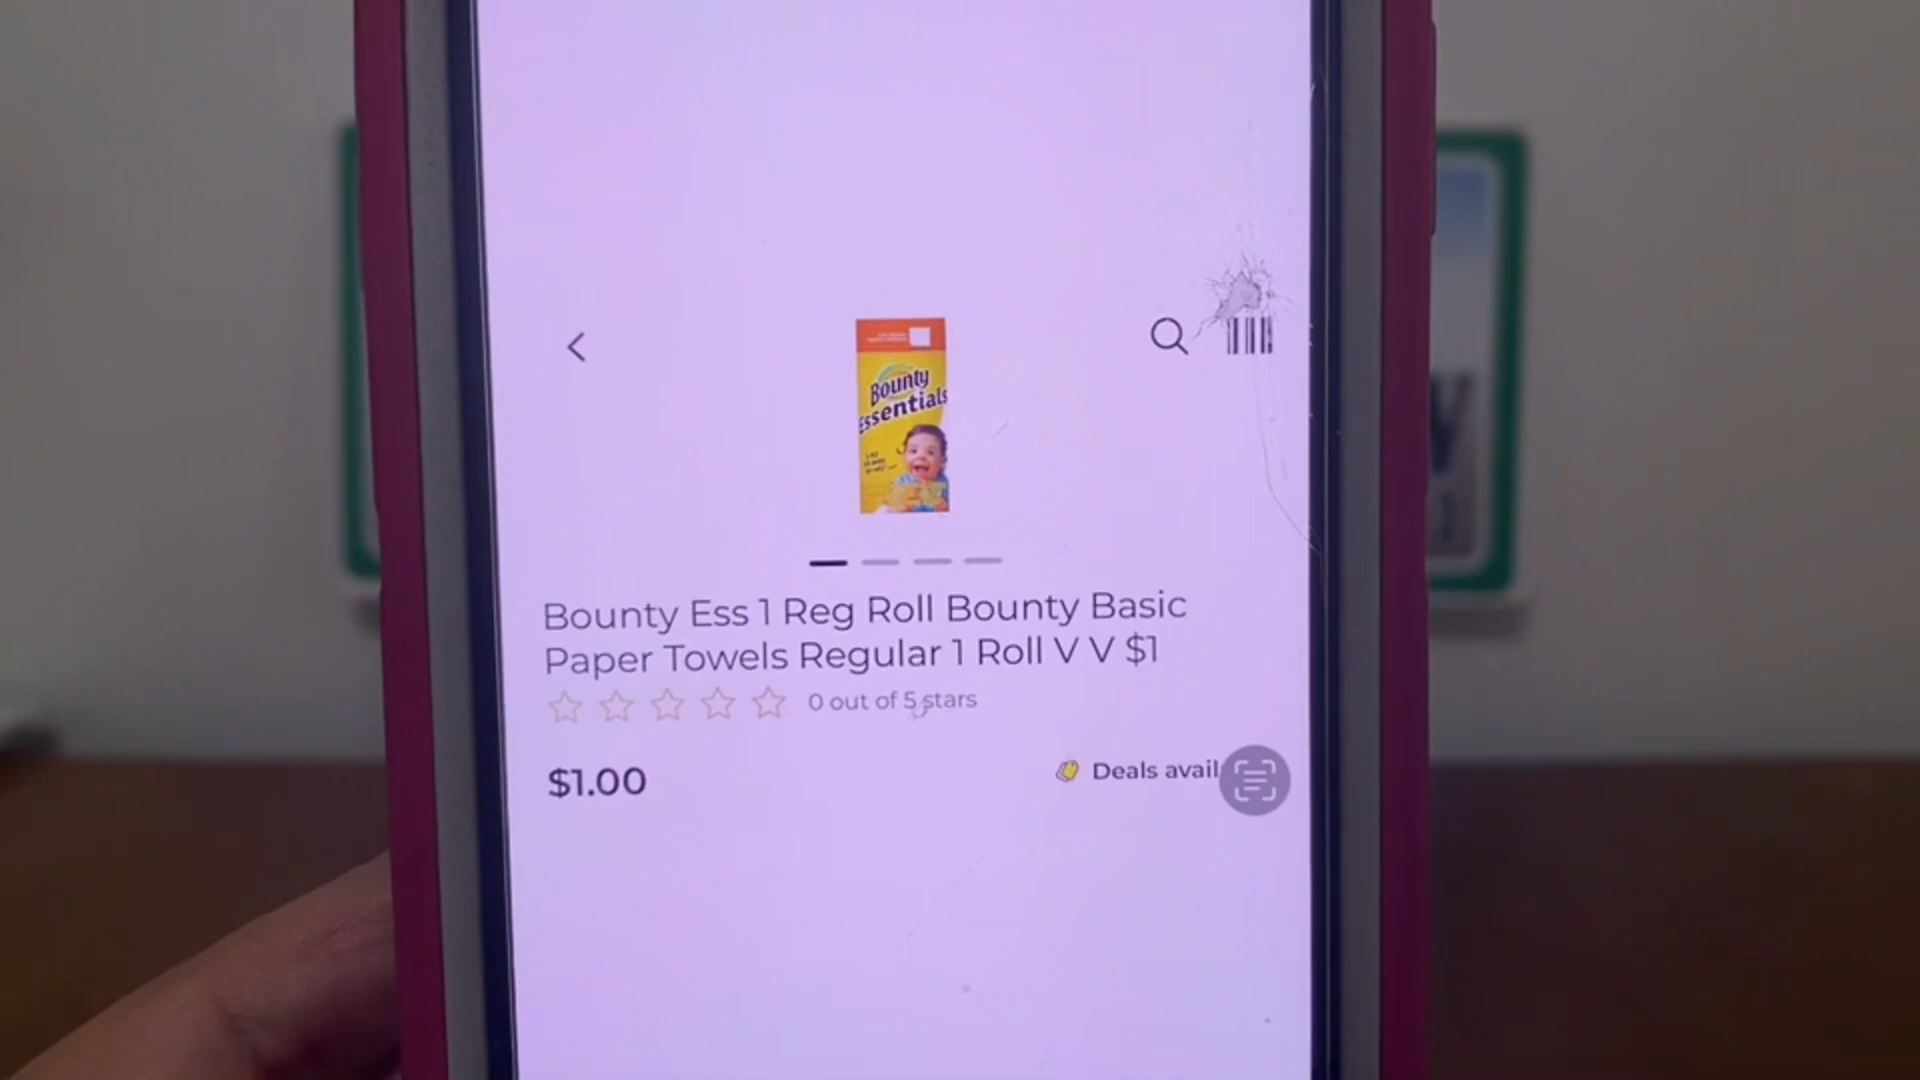 Bounty
Essentials
Bounty Ess 1 Reg Roll Bounty Basic
Paper Towels Regular 1 Roll V V $1
0 out of 5 stars
$1.00
Deals avail